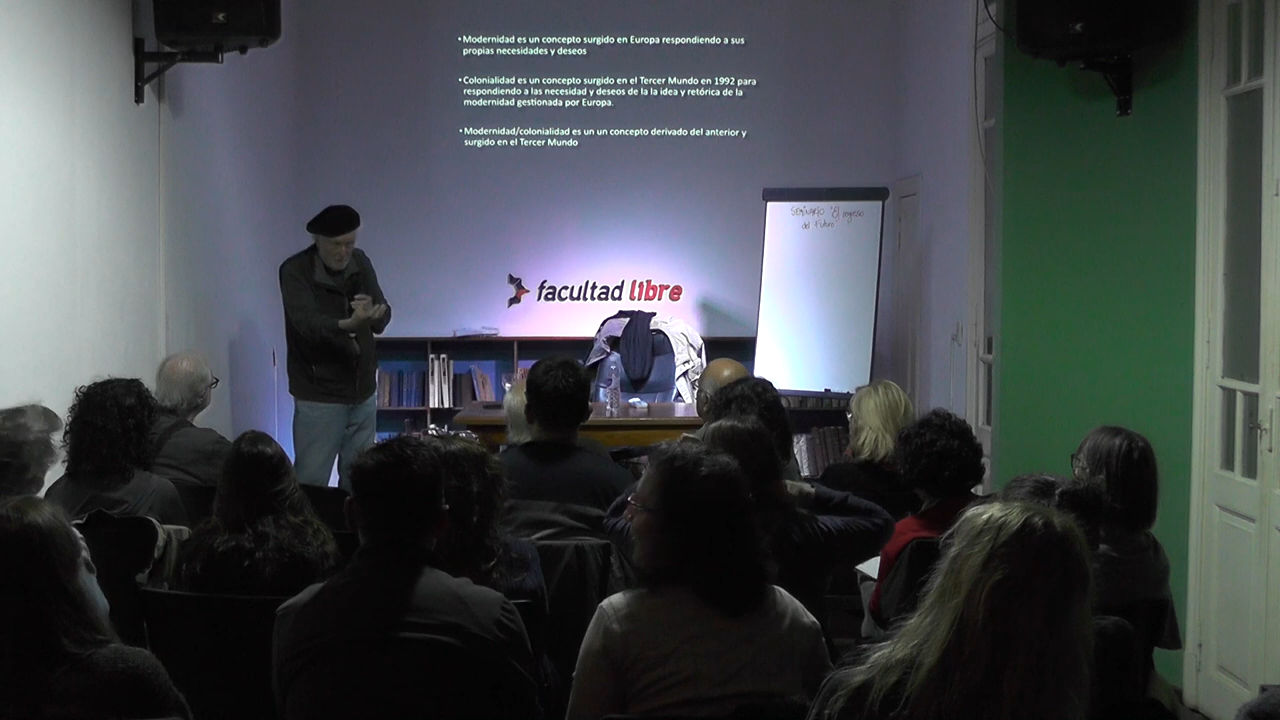 • Modernidad es un concepto surgido en Europa respondiendo a sus
propias necesidades y deseos
• Colonialidad es un concepto surgido en el Tercer Mundo en 1992 para
respondiendo a las necesidad y deseos de la la idea y retórica de la
modernidad gestionada por Europa.
• Modernidad/colonialidad es un un concepto derivado del anterior y
surgido en el Tercer Mundo
SEMINARIO "El regreso
del Futuro"
facultad libre